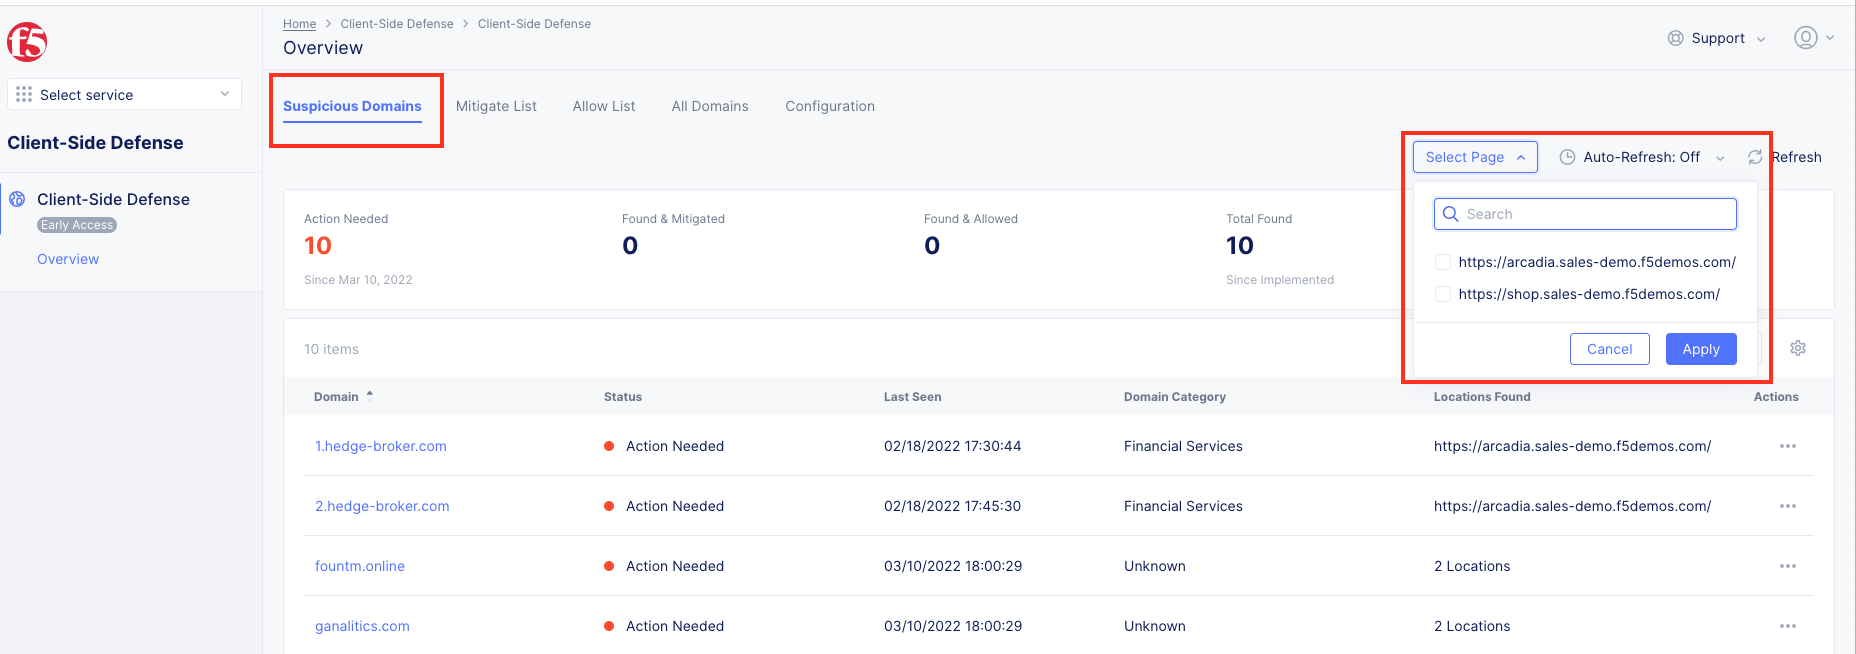 f5
Home > Client-Side Defense > Client-Side Defense
Overview
Support
Select service
Client-Side Defense
Client-Side Defense
Early Access
Overview
Suspicious Domains Mitigate List Allow List All Domains Configuration
Select Page Auto-Refresh: Off Refresh
Search
https://arcadia.sales-demo.f5demos.com/
https://shop.sales-demo.f5demos.com/
Cancel Apply
Action Needed Found & Mitigated Found & Allowed Total Found
10 0 0 10
Since Mar 10, 2022 Since Implemented
10 items
Domain Status Last Seen Domain Category Locations Found Actions
1.hedge-broker.com Action Needed 02/18/2022 17:30:44 Financial Services https://arcadia.sales-demo.f5demos.com/
2.hedge-broker.com Action Needed 02/18/2022 17:45:30 Financial Services https://arcadia.sales-demo.f5demos.com/
fountm.online Action Needed 03/10/2022 18:00:29 Unknown 2 Locations
ganalitics.com Action Needed 03/10/2022 18:00:29 Unknown 2 Locations